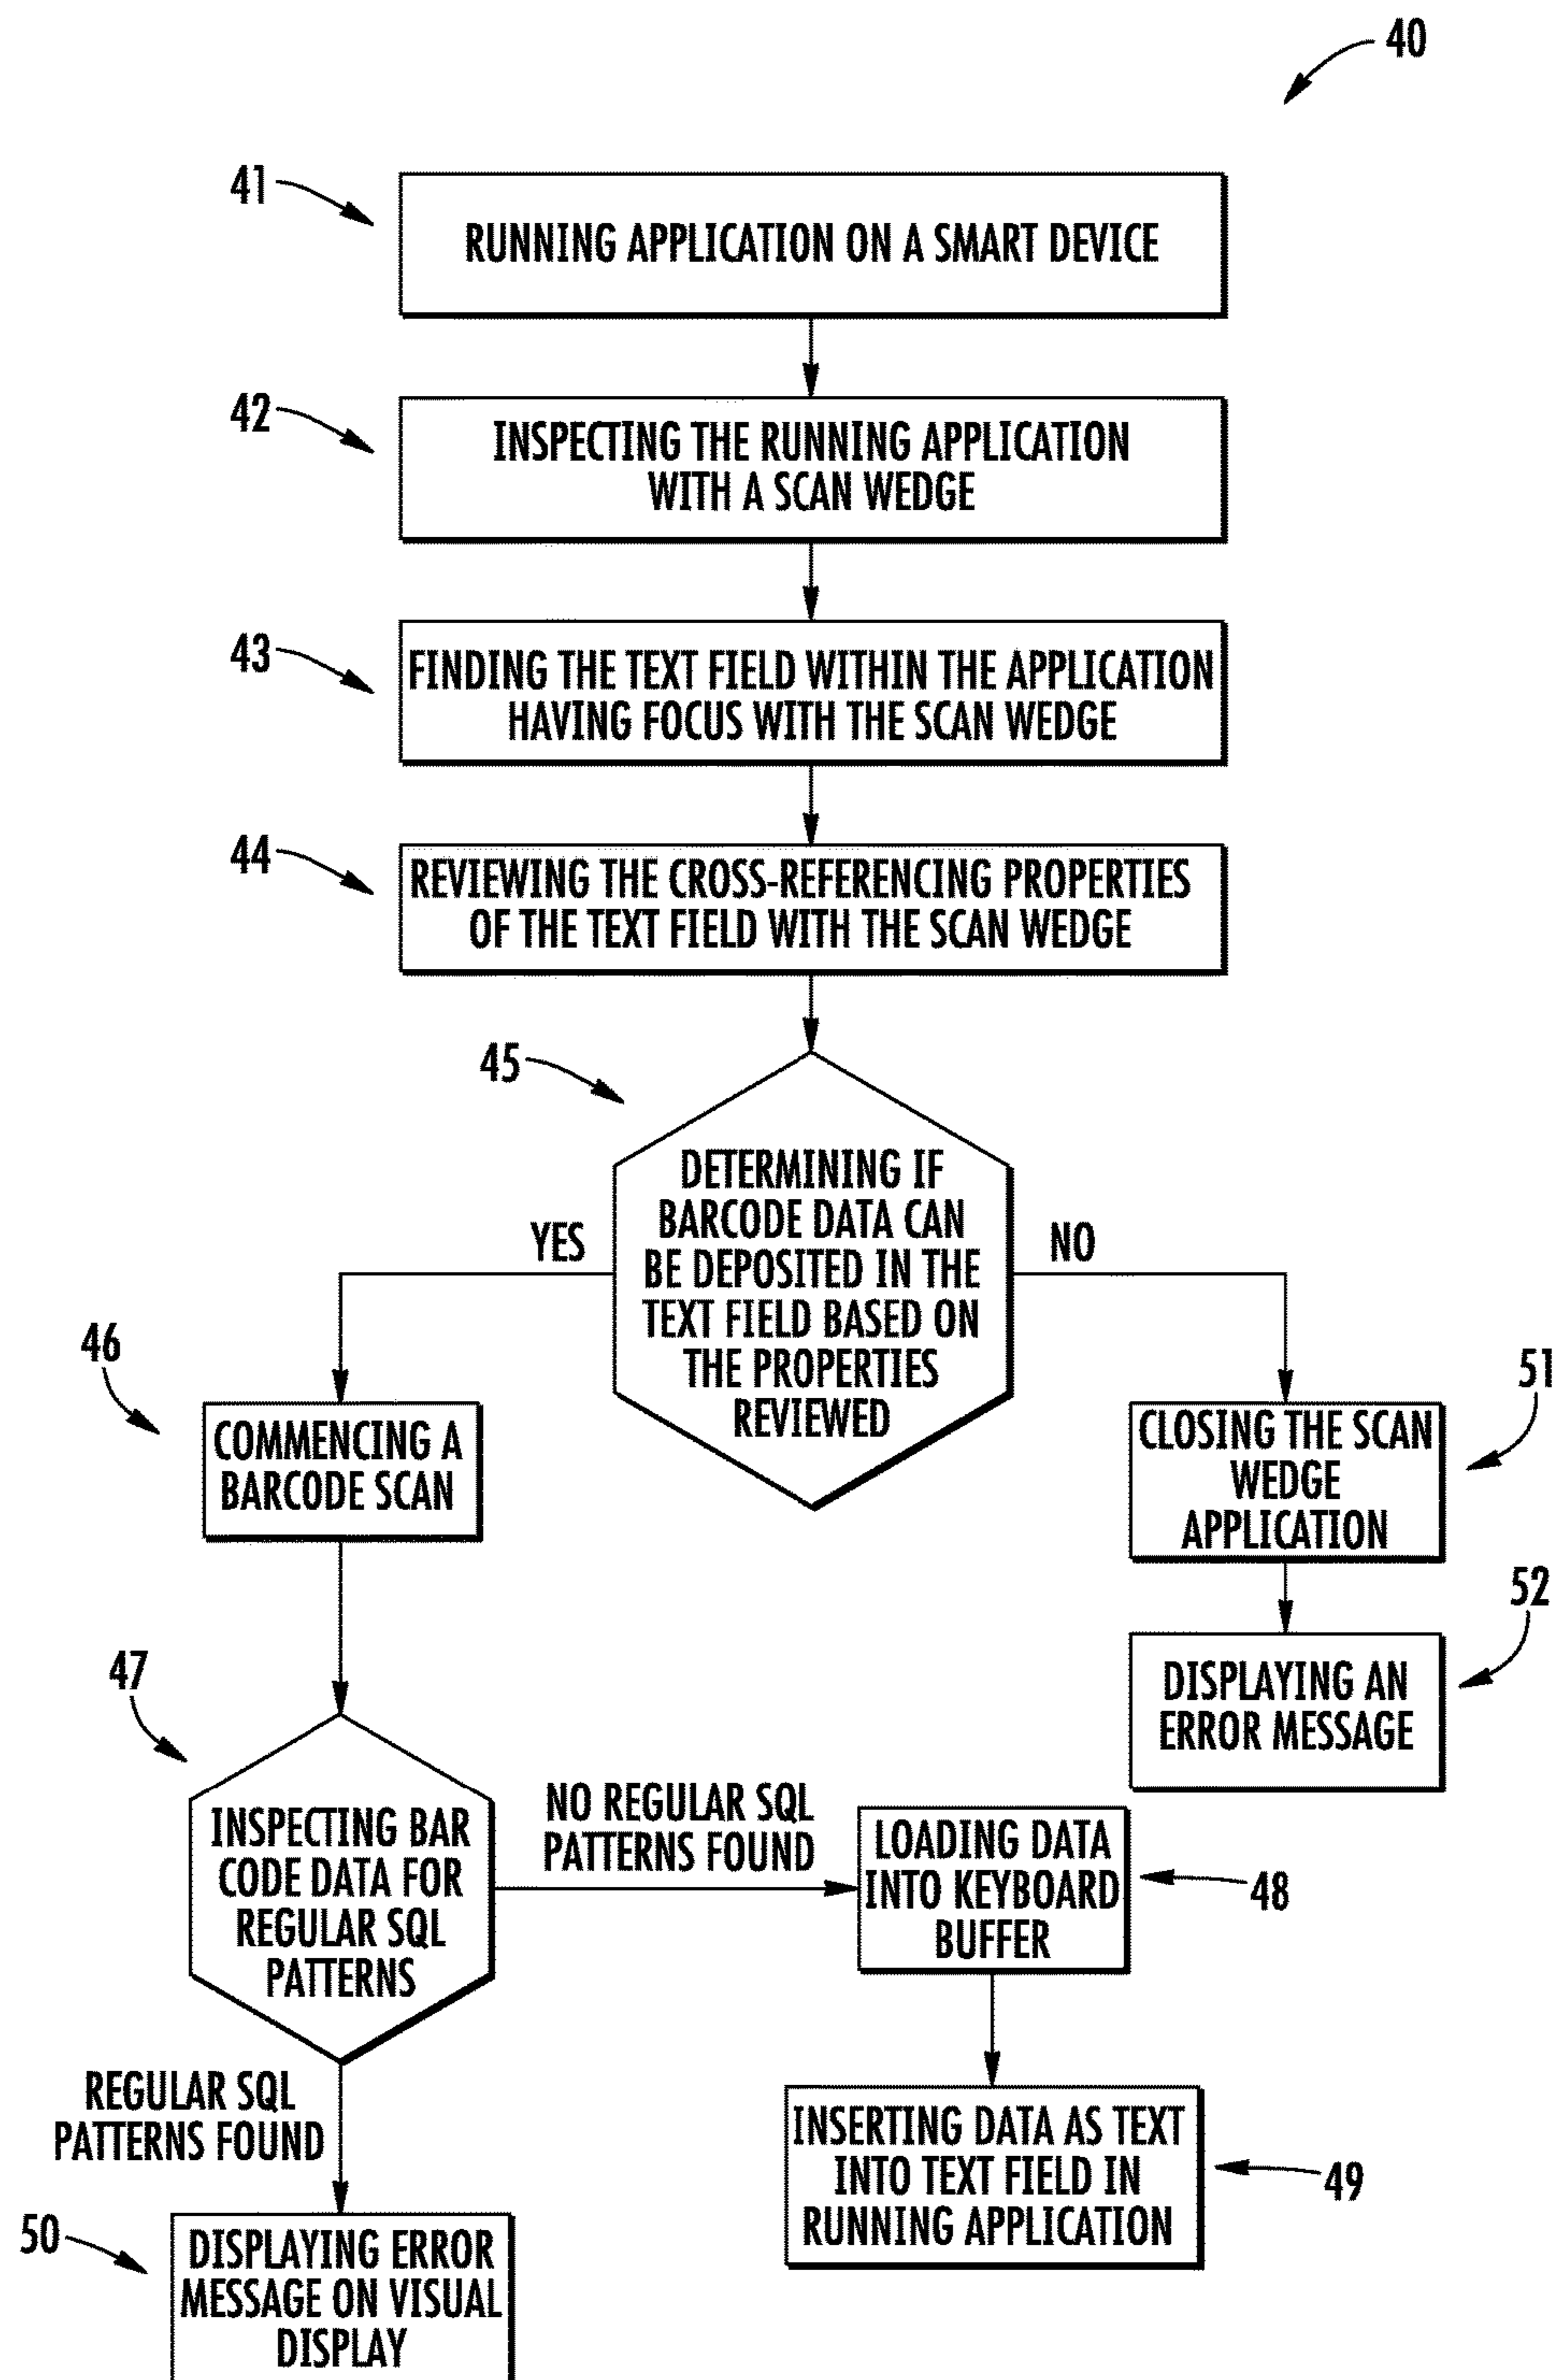 40
41
RUNNING APPLICATION ON A SMART DEVICE
42
INSPECTING THE RUNNING APPLICATION
WITH A SCAN WEDGE
43
FINDING THE TEXT FIELD WITHIN THE APPLICATION
HAVING FOCUS WITH THE SCAN WEDGE
44
REVIEWING THE CROSS-REFERENCING PROPERTIES
OF THE TEXT FIELD WITH THE SCAN WEDGE
45
DETERMINING IF
BARCODE DATA CAN
BE DEPOSITED IN THE
TEXT FIELD BASED ON
THE PROPERTIES
REVIEWED
YES
NO
46
COMMENCING A
BARCODE SCAN
51
CLOSING THE SCAN
WEDGE
APPLICATION
52
DISPLAYING AN
ERROR MESSAGE
47
INSPECTING BAR
CODE DATA FOR
REGULAR SQL
PATTERNS
NO REGULAR SQL
PATTERNS FOUND
LOADING DATA
INTO KEYBOARD
BUFFER
48
INSERTING DATA AS TEXT
INTO TEXT FIELD IN
RUNNING APPLICATION
49
REGULAR SQL
PATTERNS FOUND
50
DISPLAYING ERROR
MESSAGE ON VISUAL
DISPLAY